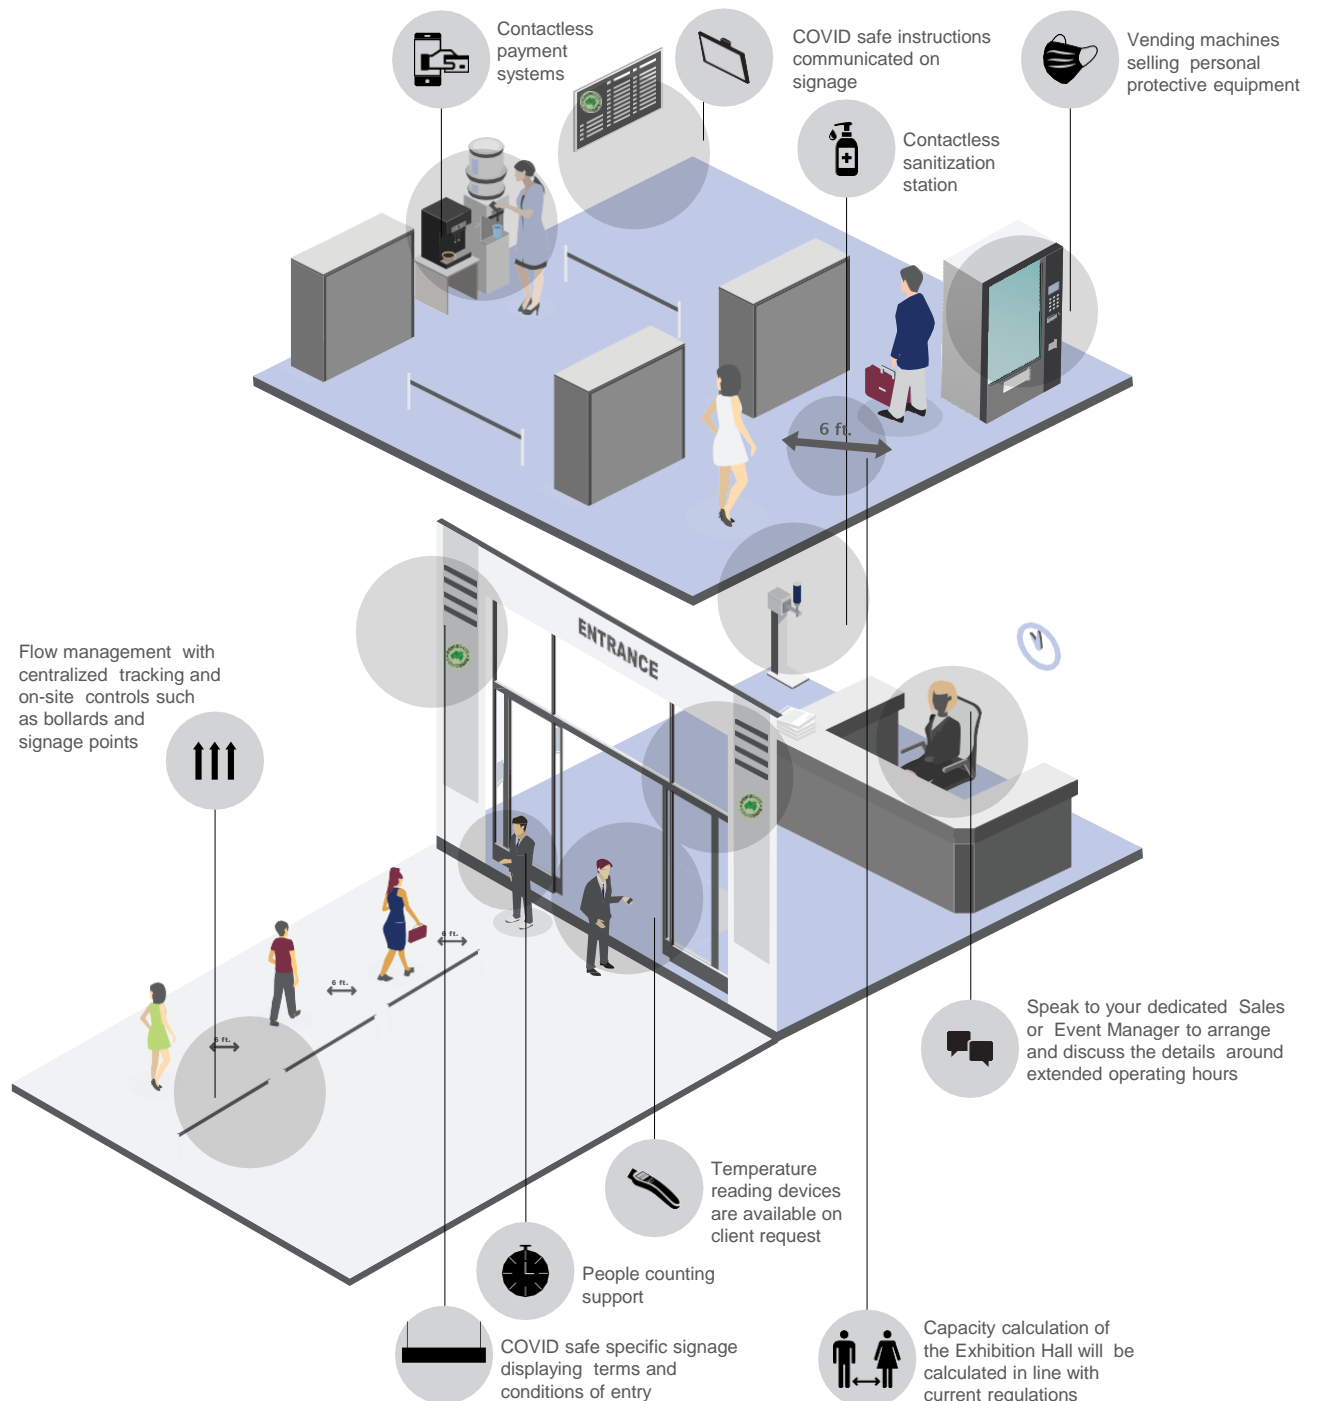 Contactless
payment
systems
COVID safe instructions
communicated on
signage
Vending machines
selling personal
protective equipment
Contactless
sanitization
station
6 ft.
ENTRANCE
Flow management with
centralized tracking and
on-site controls such
as bollards and
signage points
6 ft.
6 ft.
6 ft.
Speak to your dedicated Sales
or Event Manager to arrange
and discuss the details around
extended operating hours
Temperature
reading devices
are available on
client request
People counting
support
COVID safe specific signage
displaying terms and
conditions of entry
Capacity calculation of
the Exhibition Hall will be
calculated in line with
current regulations